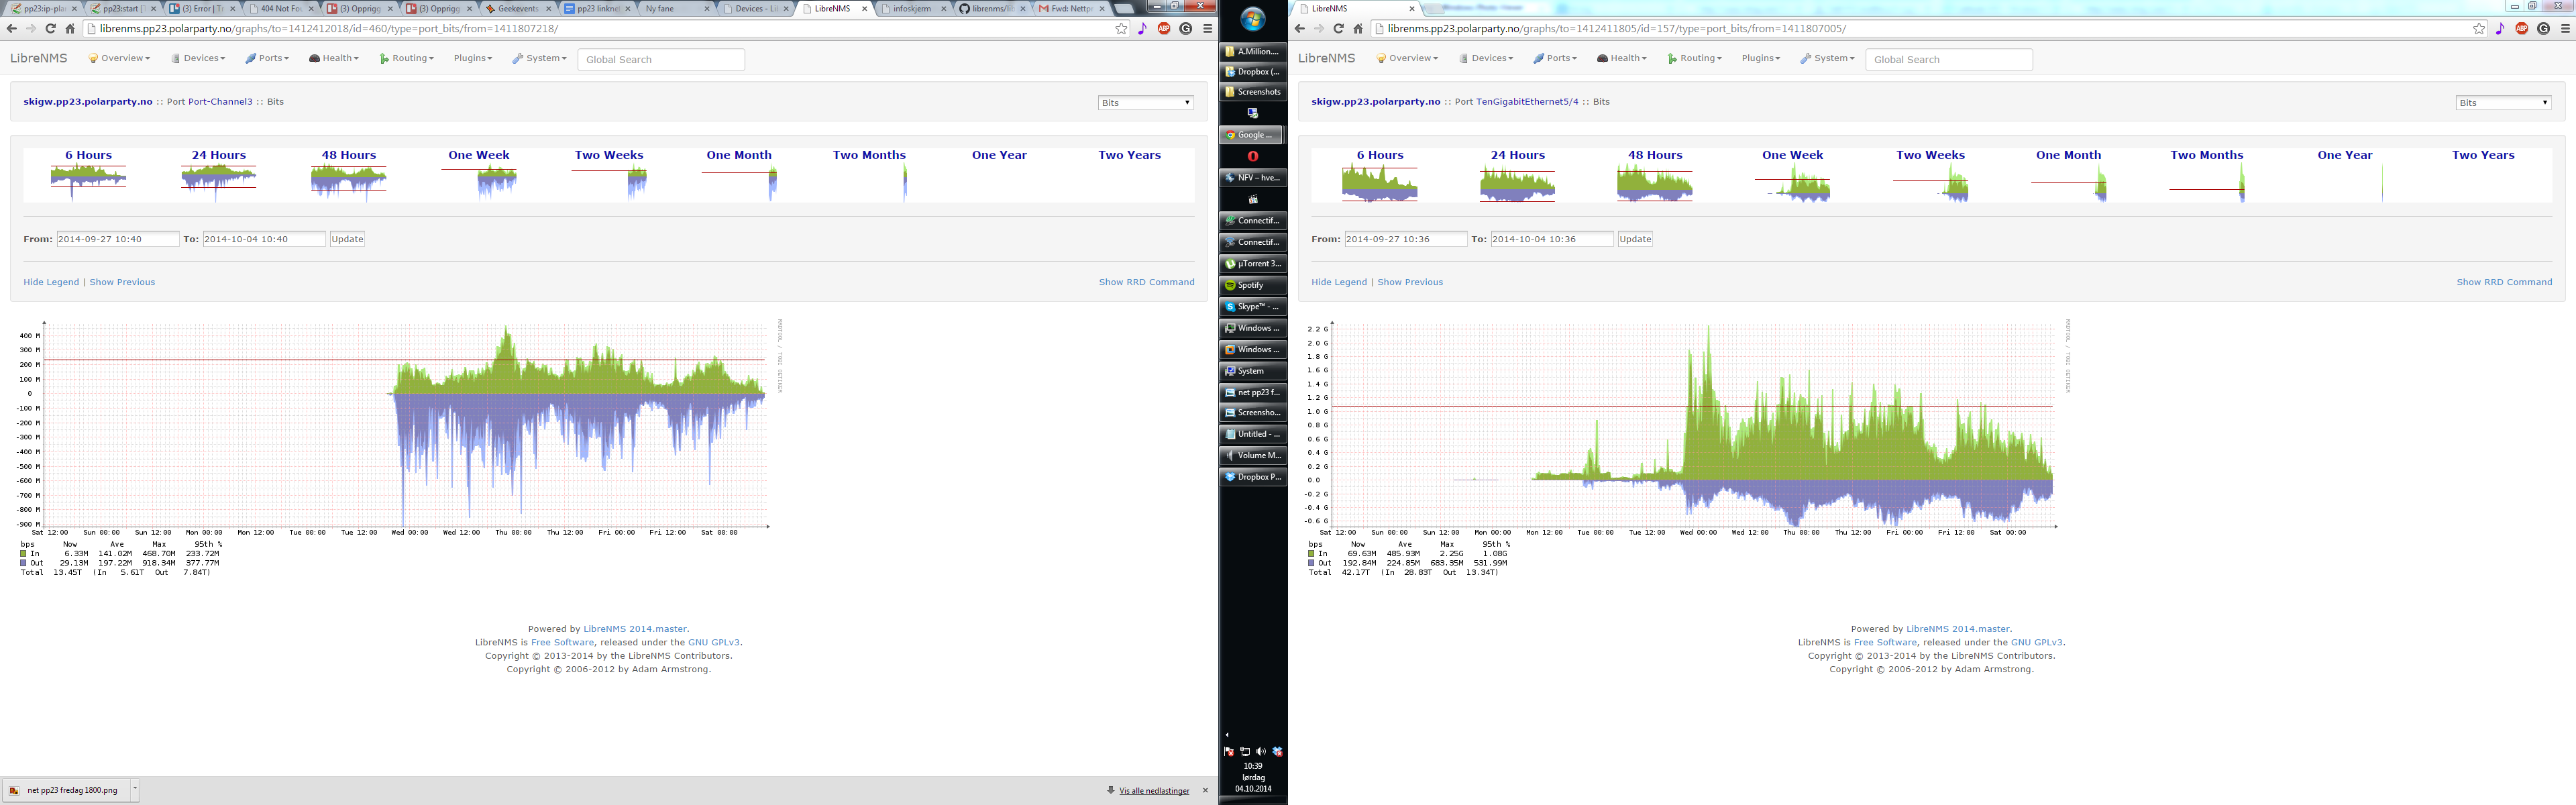 pp23:ip-pla
pp23:start [
(3) Error | Tr
404 Not Fou
(3) Opprigg
(3) Opprigg
Geekevents
pp23 linkne
Ny fane
Devices - Li
LibreNMS
infoskjerm
librenms/li
Fwd: Nettpr
librenms.pp23.polarparty.no/graphs/to=1412412018/id=460/type=port_bits/from=1411807218/
LibreNMS Overview Devices Ports Health Routing Plugins System Global Search
skigw.pp23.polarparty.no :: Port Port-Channel3 :: Bits
Bits
6 Hours 24 Hours 48 Hours One Week Two Weeks One Month Two Months One Year Two Years
From: 2014-09-27 10:40 To: 2014-10-04 10:40 Update
Hide Legend | Show Previous
Show RRD Command
RRDTOOL / TOBI OETIKER
400 M
300 M
200 M
100 M
0
-100 M
-200 M
-300 M
-400 M
-500 M
-600 M
-700 M
-800 M
-900 M
Sat 12:00 Sun 00:00 Sun 12:00 Mon 00:00 Mon 12:00 Tue 00:00 Tue 12:00 Wed 00:00 Wed 12:00 Thu 00:00 Thu 12:00 Fri 00:00 Fri 12:00 Sat 00:00
bps Now Ave Max 95th %
In 6.33M 141.02M 468.70M 233.72M
Out 29.13M 197.22M 918.34M 377.77M
Total 13.45T (In 5.61T Out 7.84T)
Powered by LibreNMS 2014.master.
LibreNMS is Free Software, released under the GNU GPLv3.
Copyright © 2013-2014 by the LibreNMS Contributors.
Copyright © 2006-2012 by Adam Armstrong.
net pp23 fredag 1800.png
Vis alle nedlastinger
A.Million....
Dropbox (...
Screenshots
Google ...
NFV – hve...
Connectif...
Connectif...
µTorrent 3...
Spotify
Skype™ - ...
Windows ...
Windows ...
System
net pp23 f...
Screensho...
Untitled - ...
Volume M...
Dropbox P...
10:39
lørdag
04.10.2014
LibreNMS
librenms.pp23.polarparty.no/graphs/to=1412411805/id=157/type=port_bits/from=1411807005/
LibreNMS Overview Devices Ports Health Routing Plugins System Global Search
skigw.pp23.polarparty.no :: Port TenGigabitEthernet5/4 :: Bits
Bits
6 Hours 24 Hours 48 Hours One Week Two Weeks One Month Two Months One Year Two Years
From: 2014-09-27 10:36 To: 2014-10-04 10:36 Update
Hide Legend | Show Previous
Show RRD Command
RRDTOOL / TOBI OETIKER
2.2 G
2.0 G
1.8 G
1.6 G
1.4 G
1.2 G
1.0 G
0.8 G
0.6 G
0.4 G
0.2 G
0.0
-0.2 G
-0.4 G
-0.6 G
Sat 12:00 Sun 00:00 Sun 12:00 Mon 00:00 Mon 12:00 Tue 00:00 Tue 12:00 Wed 00:00 Wed 12:00 Thu 00:00 Thu 12:00 Fri 00:00 Fri 12:00 Sat 00:00
bps Now Ave Max 95th %
In 69.63M 485.93M 2.25G 1.08G
Out 192.84M 224.85M 683.35M 531.99M
Total 42.17T (In 28.83T Out 13.34T)
Powered by LibreNMS 2014.master.
LibreNMS is Free Software, released under the GNU GPLv3.
Copyright © 2013-2014 by the LibreNMS Contributors.
Copyright © 2006-2012 by Adam Armstrong.